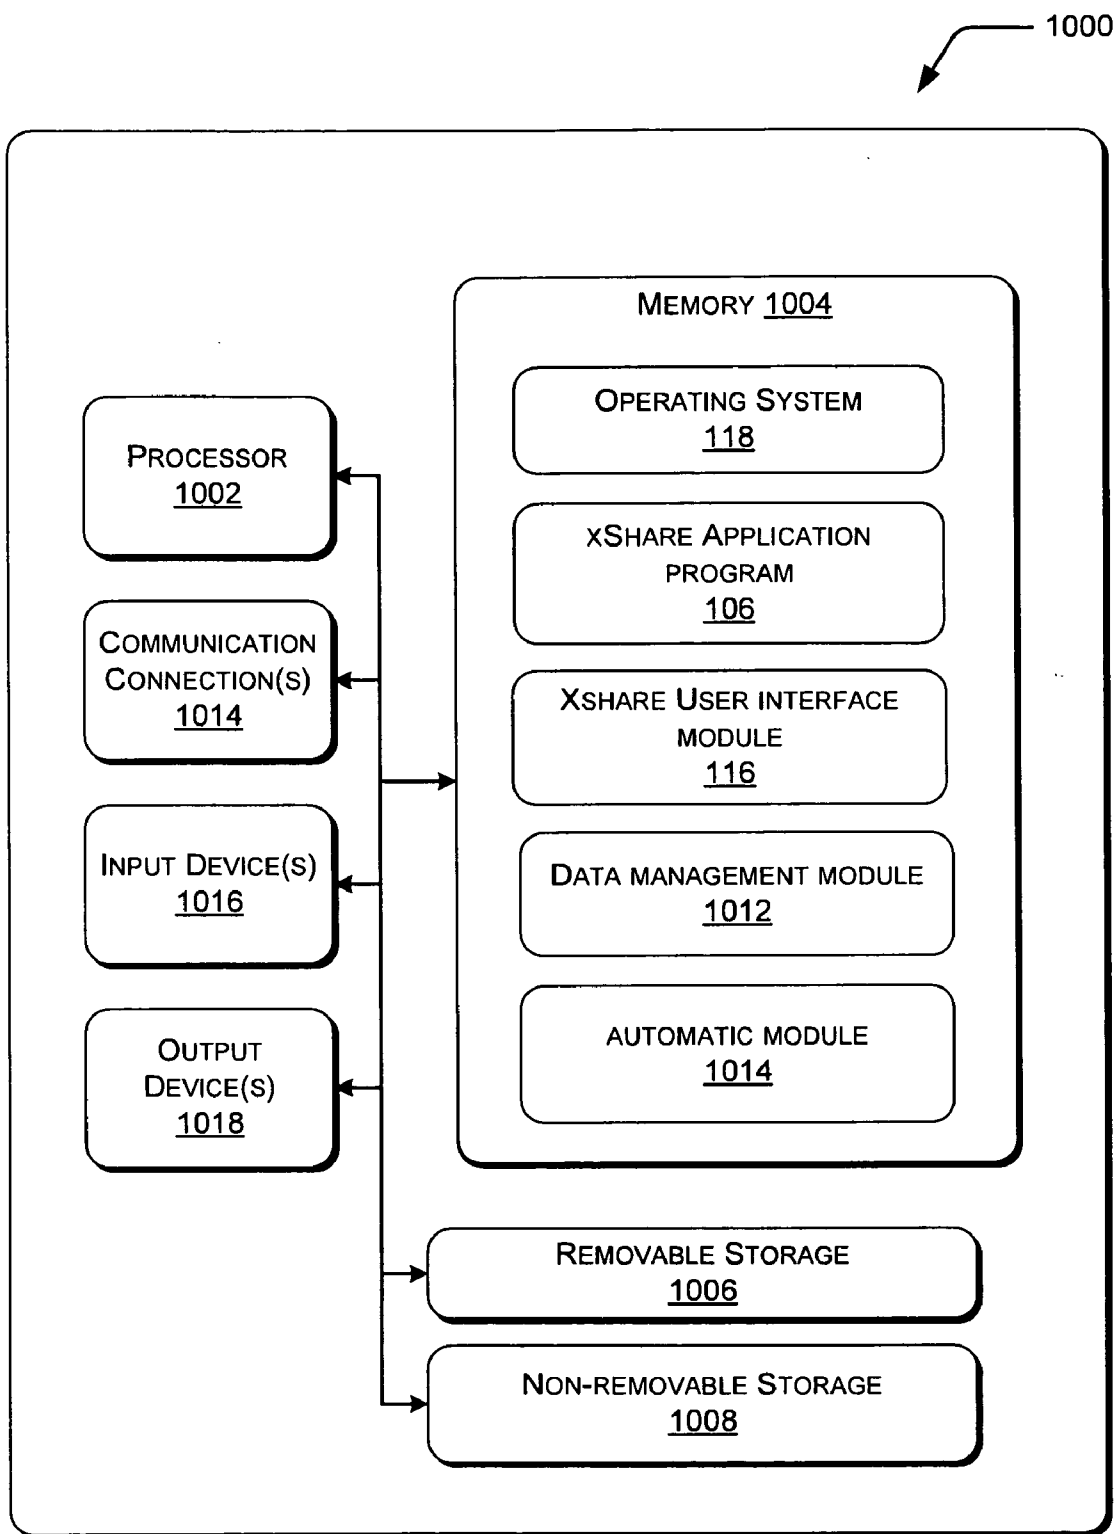 1000
MEMORY 1004
OPERATING SYSTEM
118
XSHARE APPLICATION
PROGRAM
106
XSHARE USER INTERFACE
MODULE
116
DATA MANAGEMENT MODULE
1012
AUTOMATIC MODULE
1014
PROCESSOR
1002
COMMUNICATION
CONNECTION(S)
1014
INPUT DEVICE(S)
1016
OUTPUT
DEVICE(S)
1018
REMOVABLE STORAGE
1006
NON-REMOVABLE STORAGE
1008